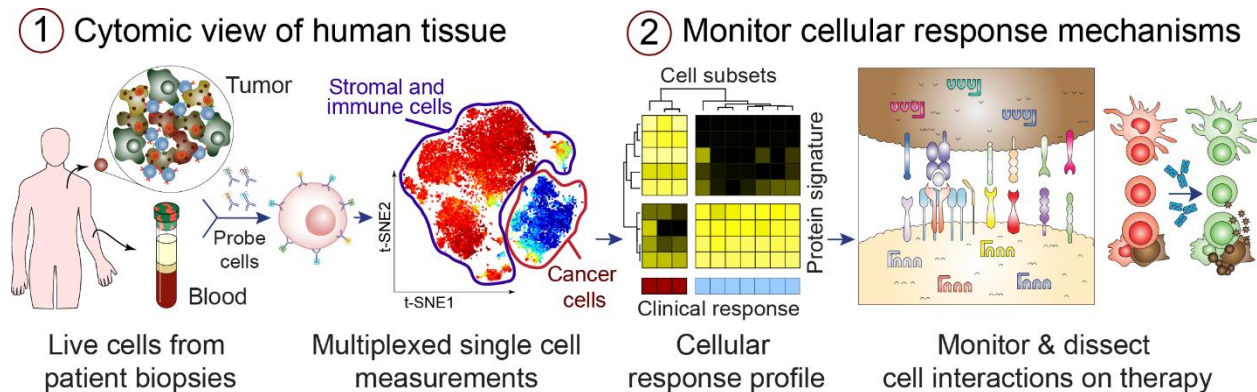 1 Cytomic view of human tissue
2 Monitor cellular response mechanisms
Tumor
Blood
Probe
cells
Stromal and
immune cells
t-SNE2
t-SNE1
Cancer
cells
Cell subsets
Protein signature
Clinical response
Live cells from
patient biopsies
Multiplexed single cell
measurements
Cellular
response profile
Monitor & dissect
cell interactions on therapy